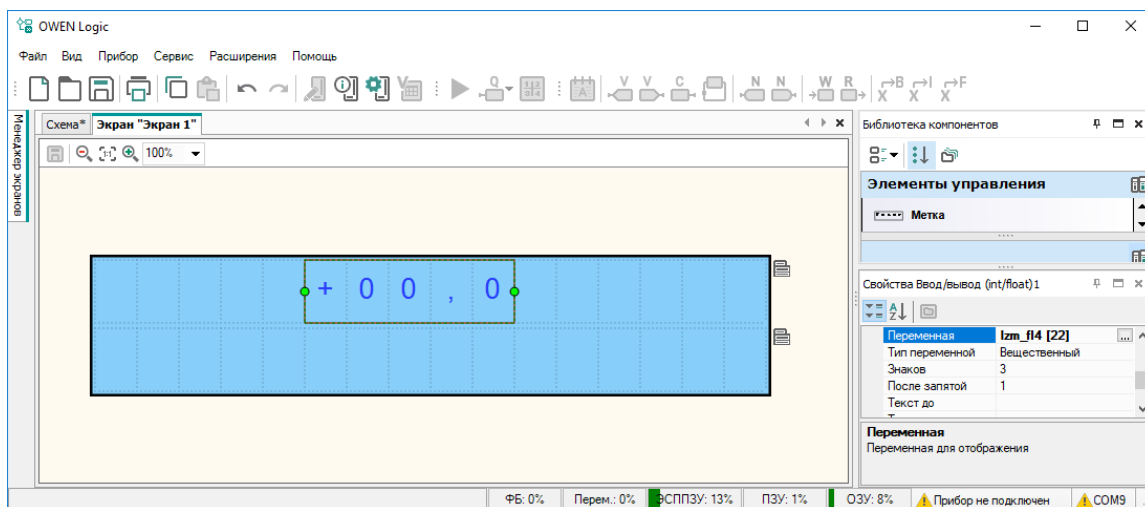 OWEN Logic
Файл Вид Прибор Сервис Расширения Помощь
Менеджер экранов
Схема* Экран "Экран 1"
100%
+ 0 0 , 0
Библиотека компонентов
Элементы управления
Метка
Свойства Ввод/вывод (int/float)1
Переменная Izm_fl4 [22] ...
Тип переменной Вещественный
Знаков 3
После запятой 1
Текст до
Переменная
Переменная для отображения
ФБ: 0% Перем.: 0% ЭСППЗУ: 13% ПЗУ: 1% ОЗУ: 8% Прибор не подключен COM9